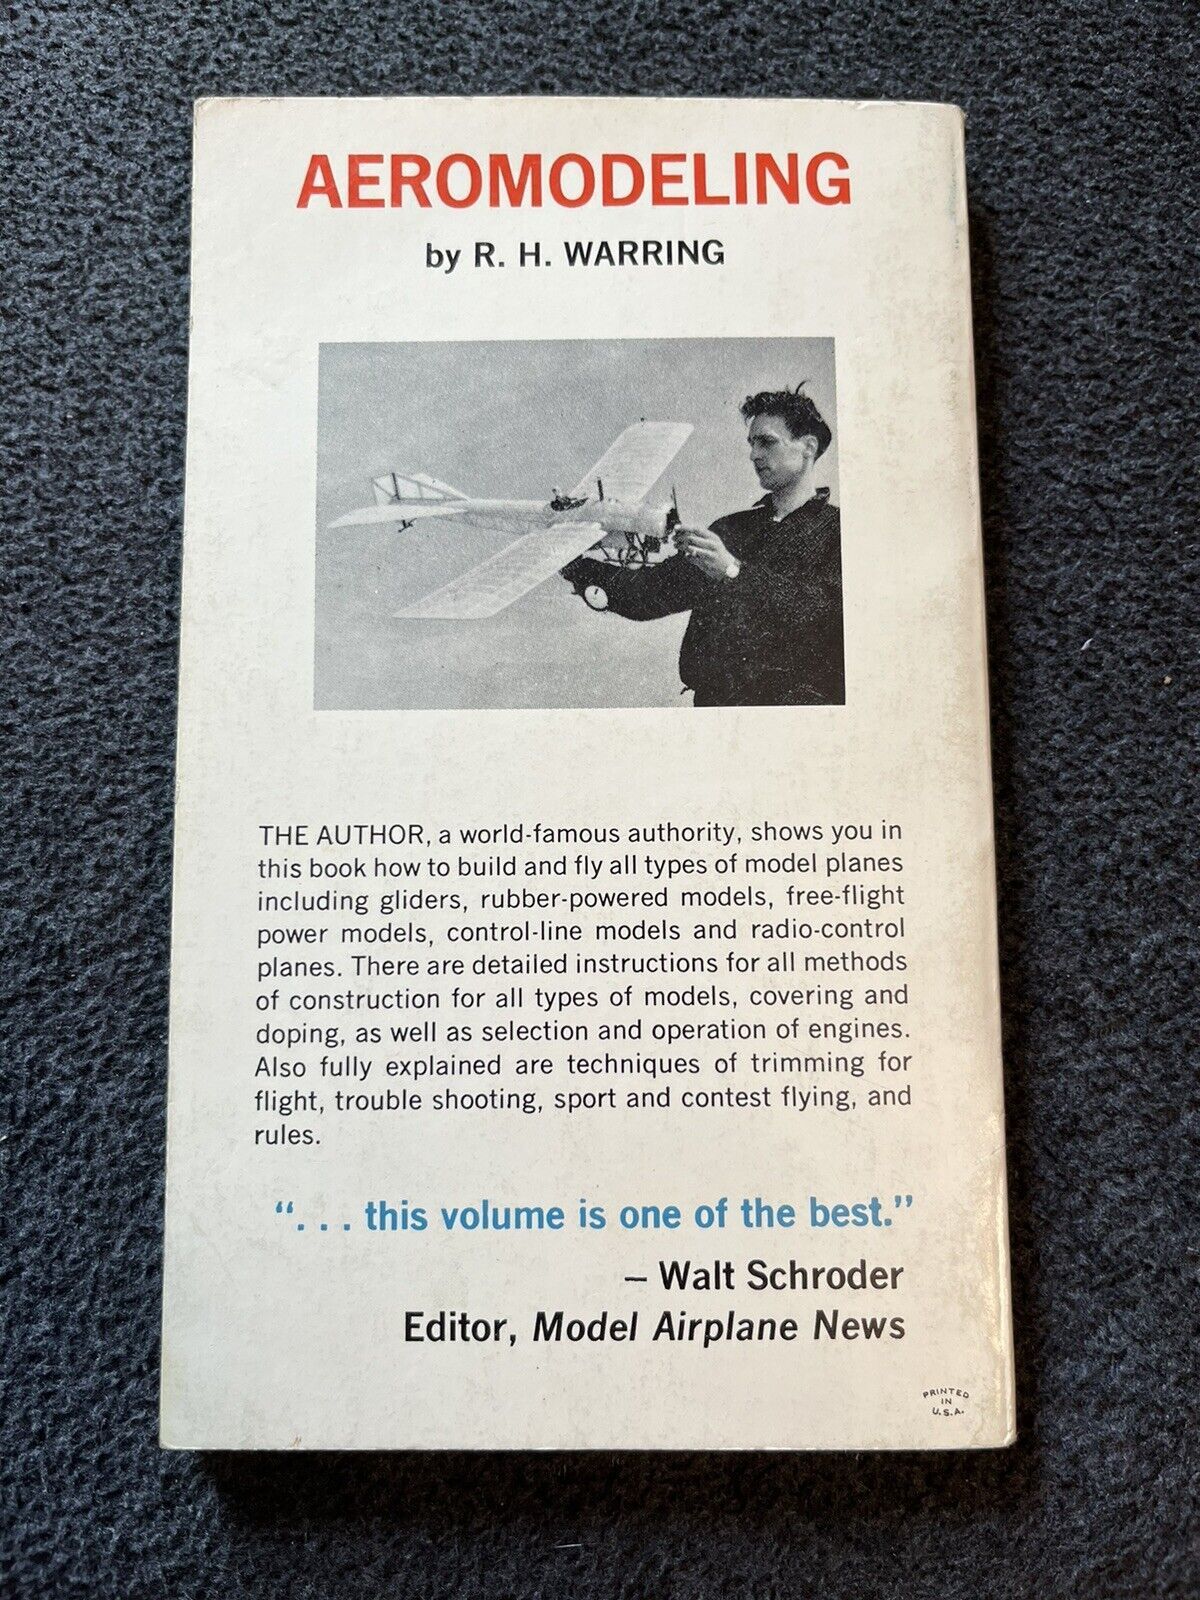 AEROMODELING
by R. H. WARRING
THE AUTHOR, a world-famous authority, shows you in
this book how to build and fly all types of model planes
including gliders, rubber-powered models, free-flight
power models, control-line models and radio-control
planes. There are detailed instructions for all methods
of construction for all types of models, covering and
doping, as well as selection and operation of engines.
Also fully explained are techniques of trimming for
flight, trouble shooting, sport and contest flying, and
rules.
“. . . this volume is one of the best.”
– Walt Schroder
Editor, Model Airplane News
PRINTED
IN
U.S.A.